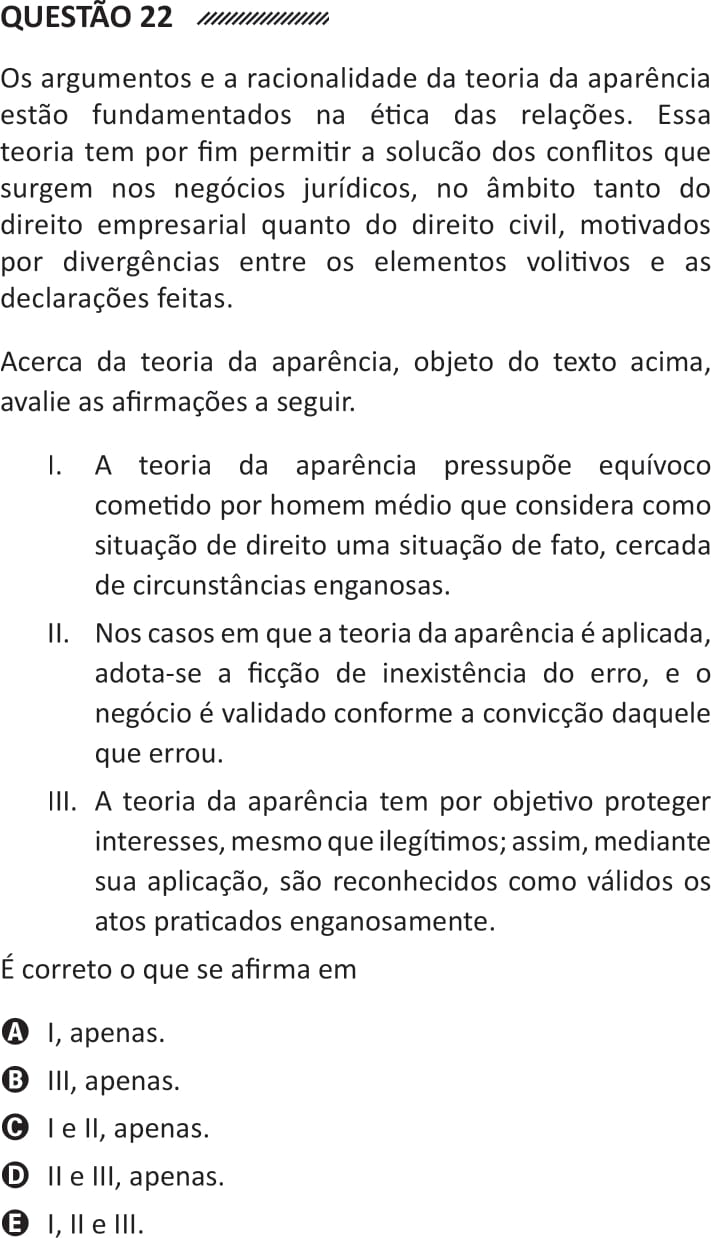 QUESTÃO 22
Os argumentos e a racionalidade da teoria da aparência
estão fundamentados na ética das relações. Essa
teoria tem por fim permitir a solucão dos conflitos que
surgem nos negócios jurídicos, no âmbito tanto do
direito empresarial quanto do direito civil, motivados
por divergências entre os elementos volitivos e as
declarações feitas.
Acerca da teoria da aparência, objeto do texto acima,
avalie as afirmações a seguir.
I. A teoria da aparência pressupõe equívoco
cometido por homem médio que considera como
situação de direito uma situação de fato, cercada
de circunstâncias enganosas.
II. Nos casos em que a teoria da aparência é aplicada,
adota-se a ficção de inexistência do erro, e o
negócio é validado conforme a convicção daquele
que errou.
III. A teoria da aparência tem por objetivo proteger
interesses, mesmo que ilegítimos; assim, mediante
sua aplicação, são reconhecidos como válidos os
atos praticados enganosamente.
É correto o que se afirma em
A I, apenas.
B III, apenas.
C I e II, apenas.
D II e III, apenas.
E I, II e III.